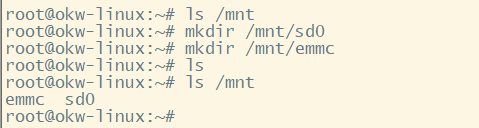 root@okw-linux:~# ls /mnt
root@okw-linux:~# mkdir /mnt/sd0
root@okw-linux:~# mkdir /mnt/emmc
root@okw-linux:~# ls
root@okw-linux:~# ls /mnt
emmc  sd0
root@okw-linux:~#